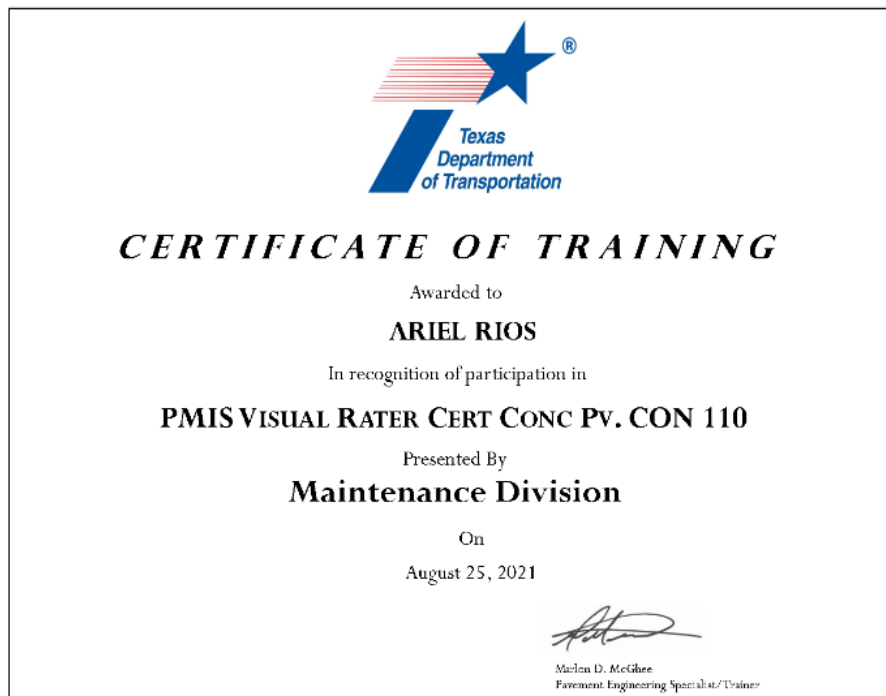 ®
Texas
Department
of Transportation
CERTIFICATE OF TRAINING
Awarded to
ARIEL RIOS
In recognition of participation in
PMIS VISUAL RATER CERT CONC PV. CON 110
Presented By
Maintenance Division
On
August 25, 2021
Marlon D. McGhee
Pavement Engineering Specialist/Trainer